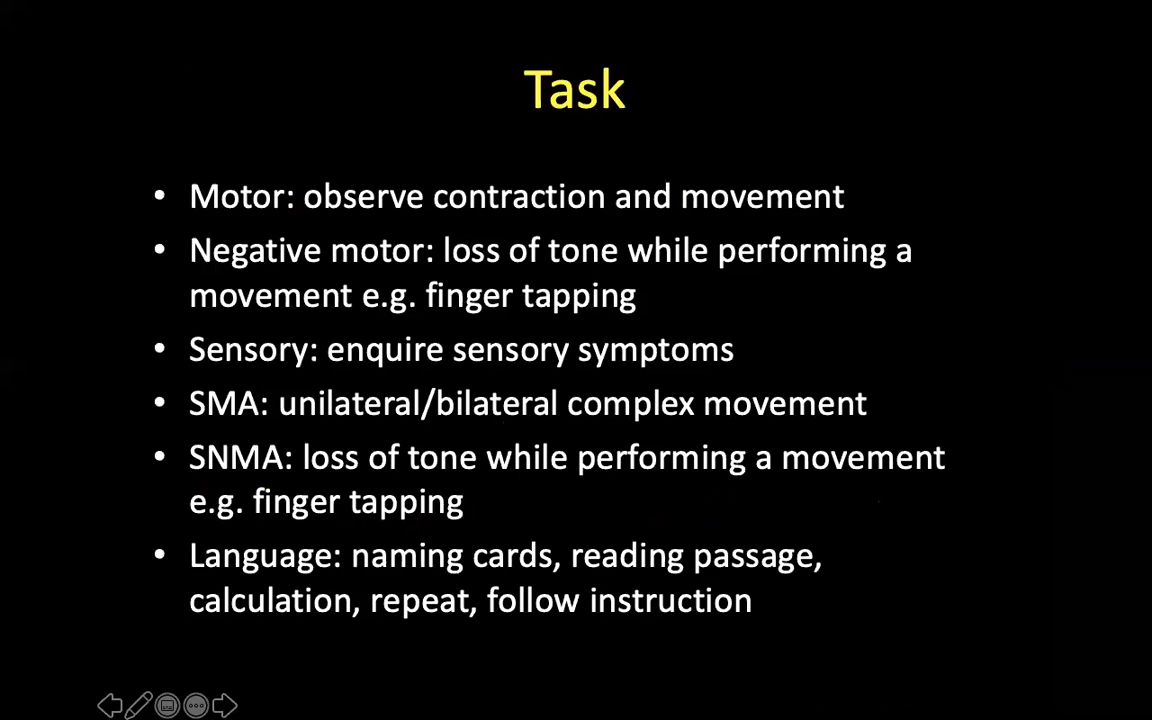 Task
• Motor: observe contraction and movement
• Negative motor: loss of tone while performing a
movement e.g. finger tapping
• Sensory: enquire sensory symptoms
• SMA: unilateral/bilateral complex movement
• SNMA: loss of tone while performing a movement
e.g. finger tapping
• Language: naming cards, reading passage,
calculation, repeat, follow instruction